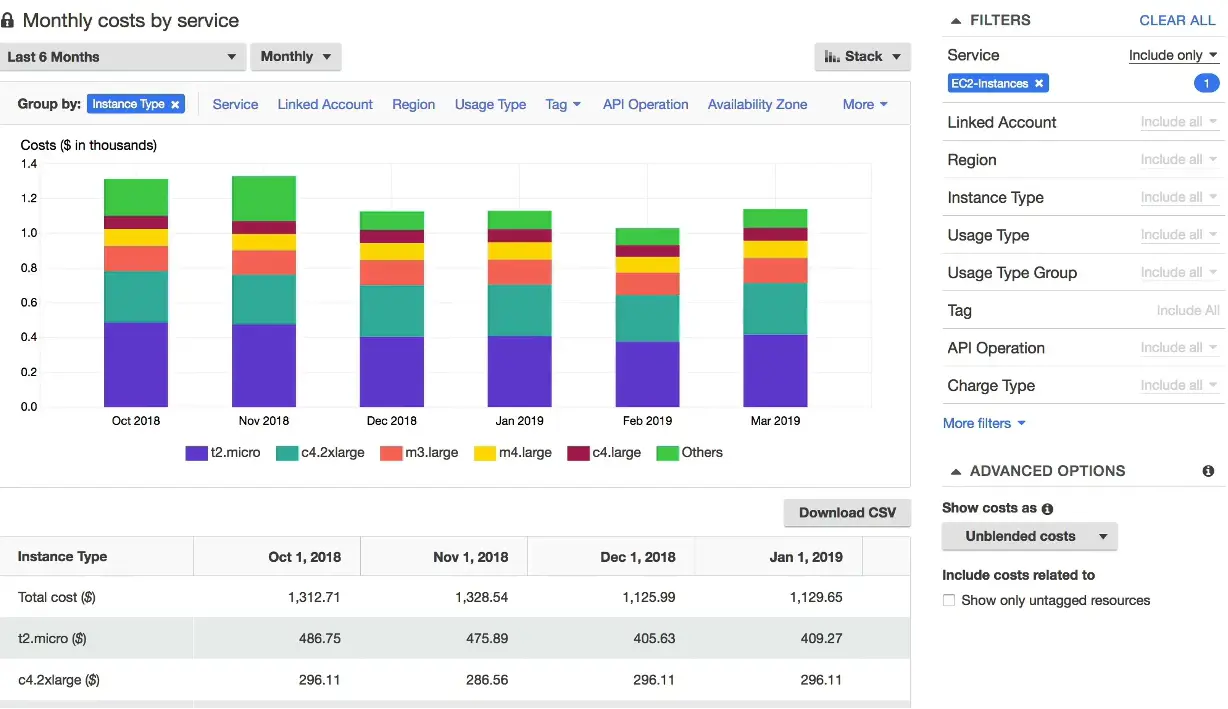 Monthly costs by service
Last 6 Months Monthly Stack
Group by: Instance Type × Service Linked Account Region Usage Type Tag API Operation Availability Zone More
Costs ($ in thousands)
1.4
1.2
1.0
0.8
0.6
0.4
0.2
0.0
Oct 2018 Nov 2018 Dec 2018 Jan 2019 Feb 2019 Mar 2019
t2.micro c4.2xlarge m3.large m4.large c4.large Others
Download CSV
Instance Type Oct 1, 2018 Nov 1, 2018 Dec 1, 2018 Jan 1, 2019
Total cost ($) 1,312.71 1,328.54 1,125.99 1,129.65
t2.micro ($) 486.75 475.89 405.63 409.27
c4.2xlarge ($) 296.11 286.56 296.11 296.11
FILTERS CLEAR ALL
Service Include only
EC2-Instances × 1
Linked Account Include all
Region Include all
Instance Type Include all
Usage Type Include all
Usage Type Group Include all
Tag Include All
API Operation Include all
Charge Type Include all
More filters
ADVANCED OPTIONS i
Show costs as i
Unblended costs
Include costs related to
Show only untagged resources